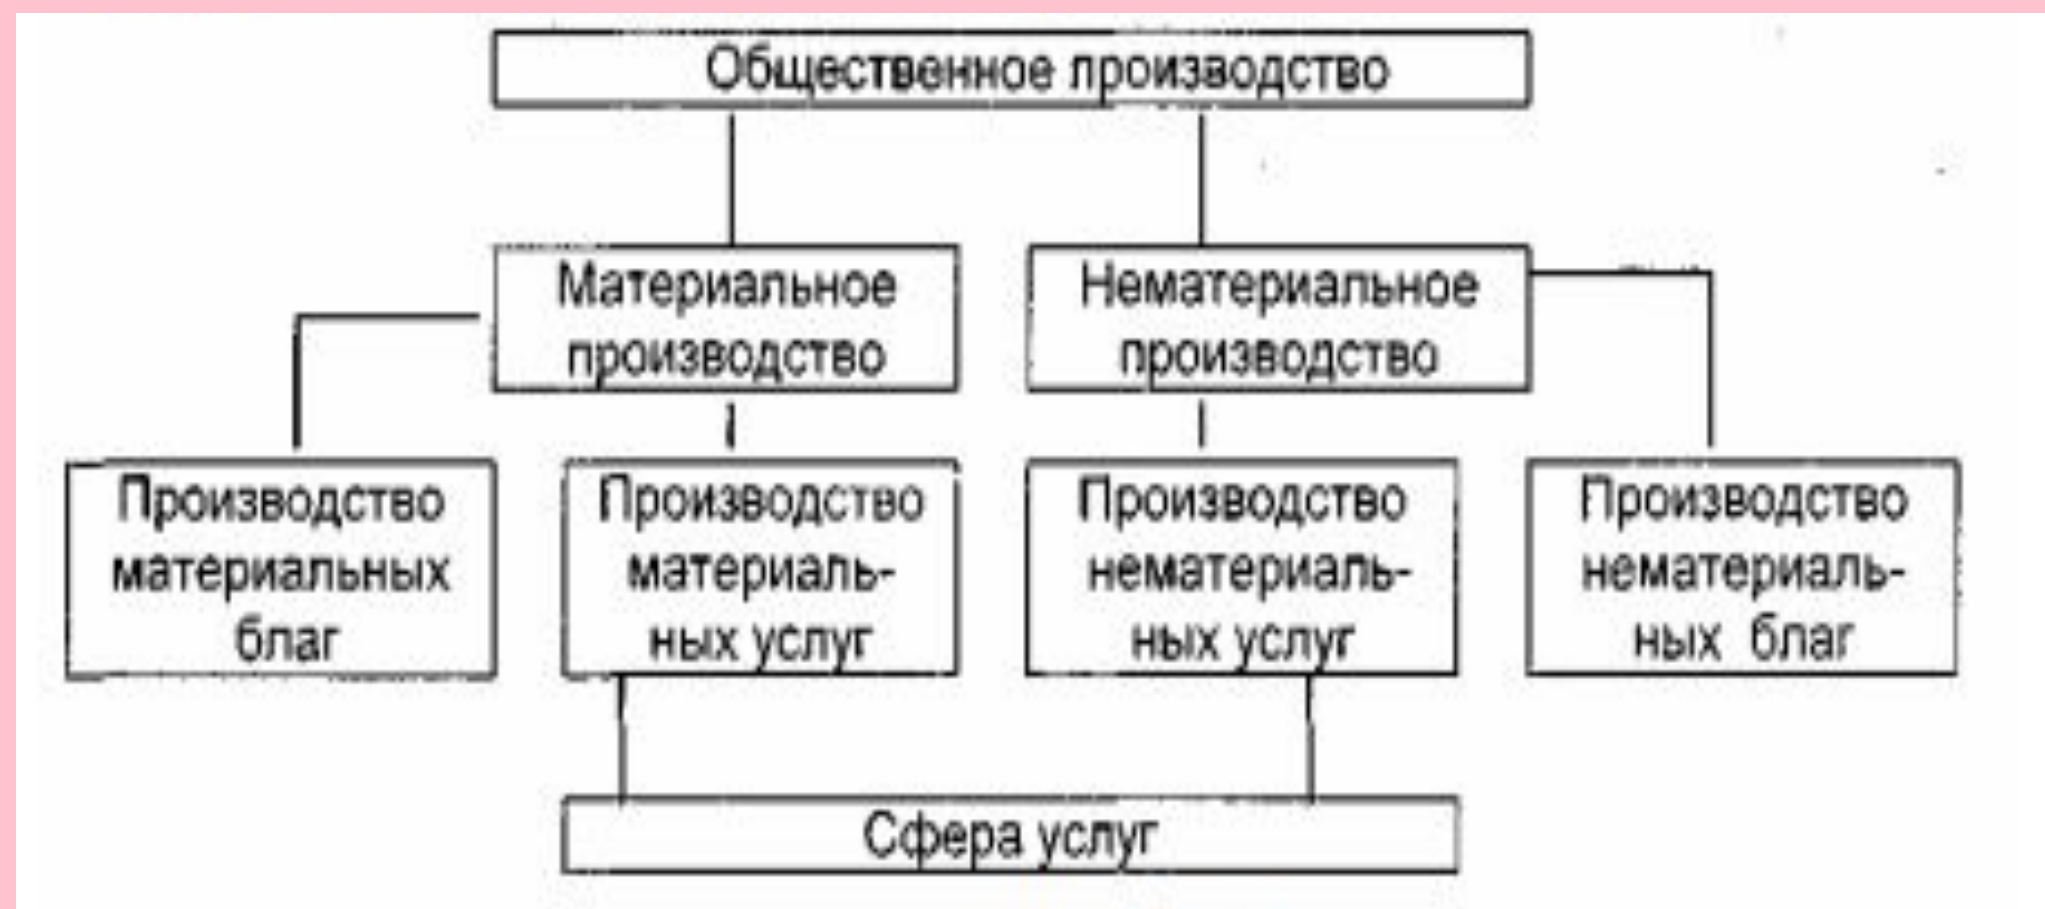 Общественное производство
Материальное
производство
Нематериальное
производство
Производство
материальных
благ
Производство
материаль-
ных услуг
Производство
нематериаль-
ных услуг
Производство
нематериаль-
ных благ
Сфера услуг